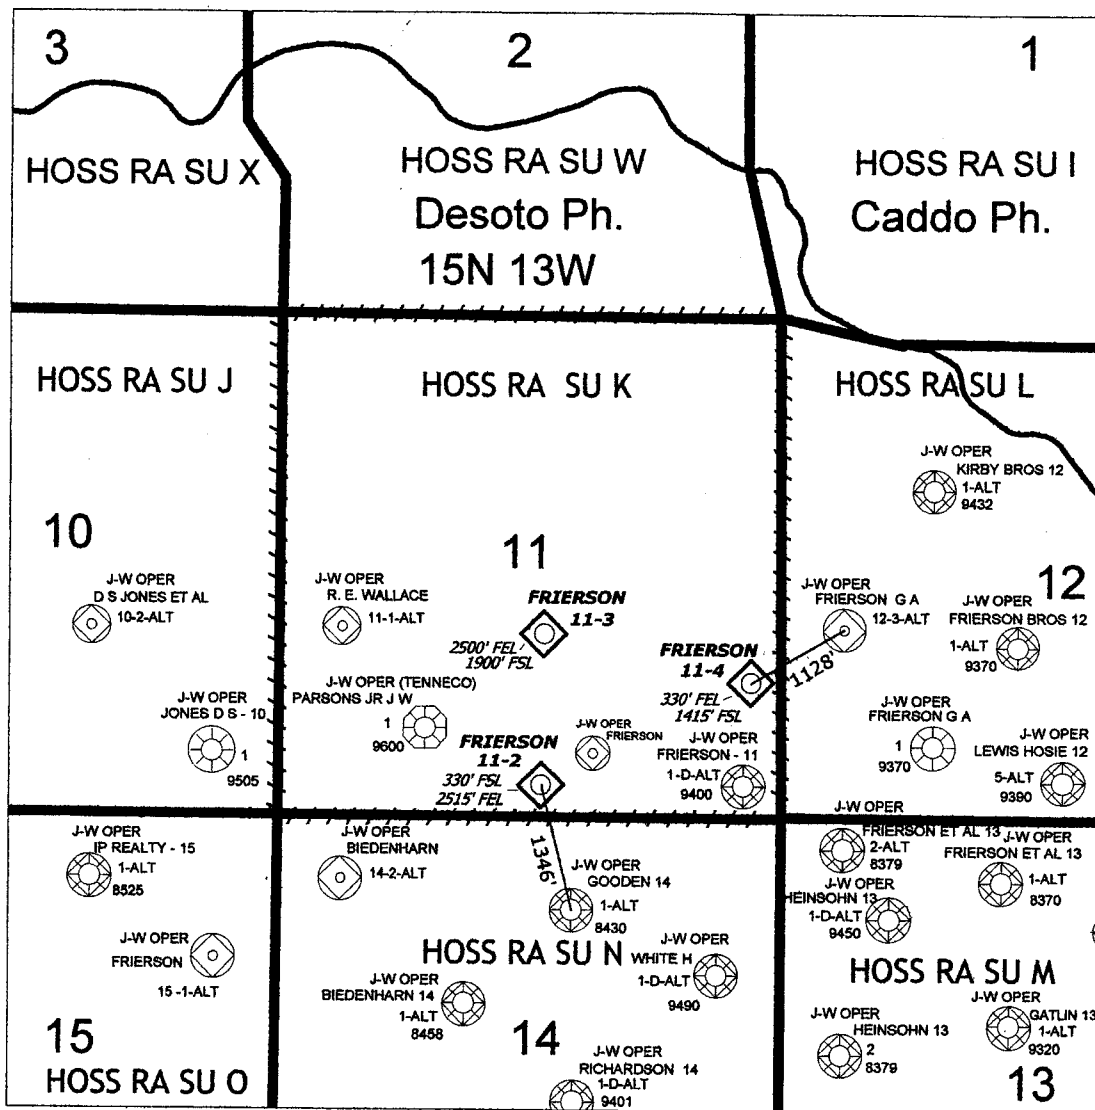 3
2
1
HOSS RA SU X
HOSS RA SU W
HOSS RA SU I
Desoto Ph.
Caddo Ph.
15N 13W
HOSS RA SU J
HOSS RA SU K
HOSS RA SU L
J-W OPER
KIRBY BROS 12
1-ALT
9432
10
11
12
J-W OPER
D S JONES ET AL
10-2-ALT
J-W OPER
R. E. WALLACE
11-1-ALT
FRIERSON
11-3
2500' FEL
1900' FSL
J-W OPER
FRIERSON G A
12-3-ALT
J-W OPER
FRIERSON BROS 12
1-ALT
9370
FRIERSON
11-4
330' FEL
1415' FSL
1128'
J-W OPER
JONES D S - 10
1
9505
J-W OPER (TENNECO)
PARSONS JR J W
1
9600
FRIERSON
11-2
330' FSL
2515' FEL
J-W OPER
FRIERSON
J-W OPER
FRIERSON - 11
1-D-ALT
9400
J-W OPER
FRIERSON G A
1
9370
J-W OPER
LEWIS HOSIE 12
5-ALT
9390
J-W OPER
IP REALTY - 15
1-ALT
8525
J-W OPER
BIEDENHARN
14-2-ALT
1346'
J-W OPER
GOODEN 14
1-ALT
8430
J-W OPER
FRIERSON ET AL 13
2-ALT
8379
J-W OPER
FRIERSON ET AL 13
1-ALT
8370
J-W OPER
HEINSOHN 13
1-D-ALT
9450
J-W OPER
FRIERSON
15 -1-ALT
HOSS RA SU N
J-W OPER
WHITE H
1-D-ALT
9490
HOSS RA SU M
J-W OPER
BIEDENHARN 14
1-ALT
8458
J-W OPER
HEINSOHN 13
2
8379
J-W OPER
GATLIN 13
1-ALT
9320
15
HOSS RA SU O
14
J-W OPER
RICHARDSON 14
1-D-ALT
9401
13